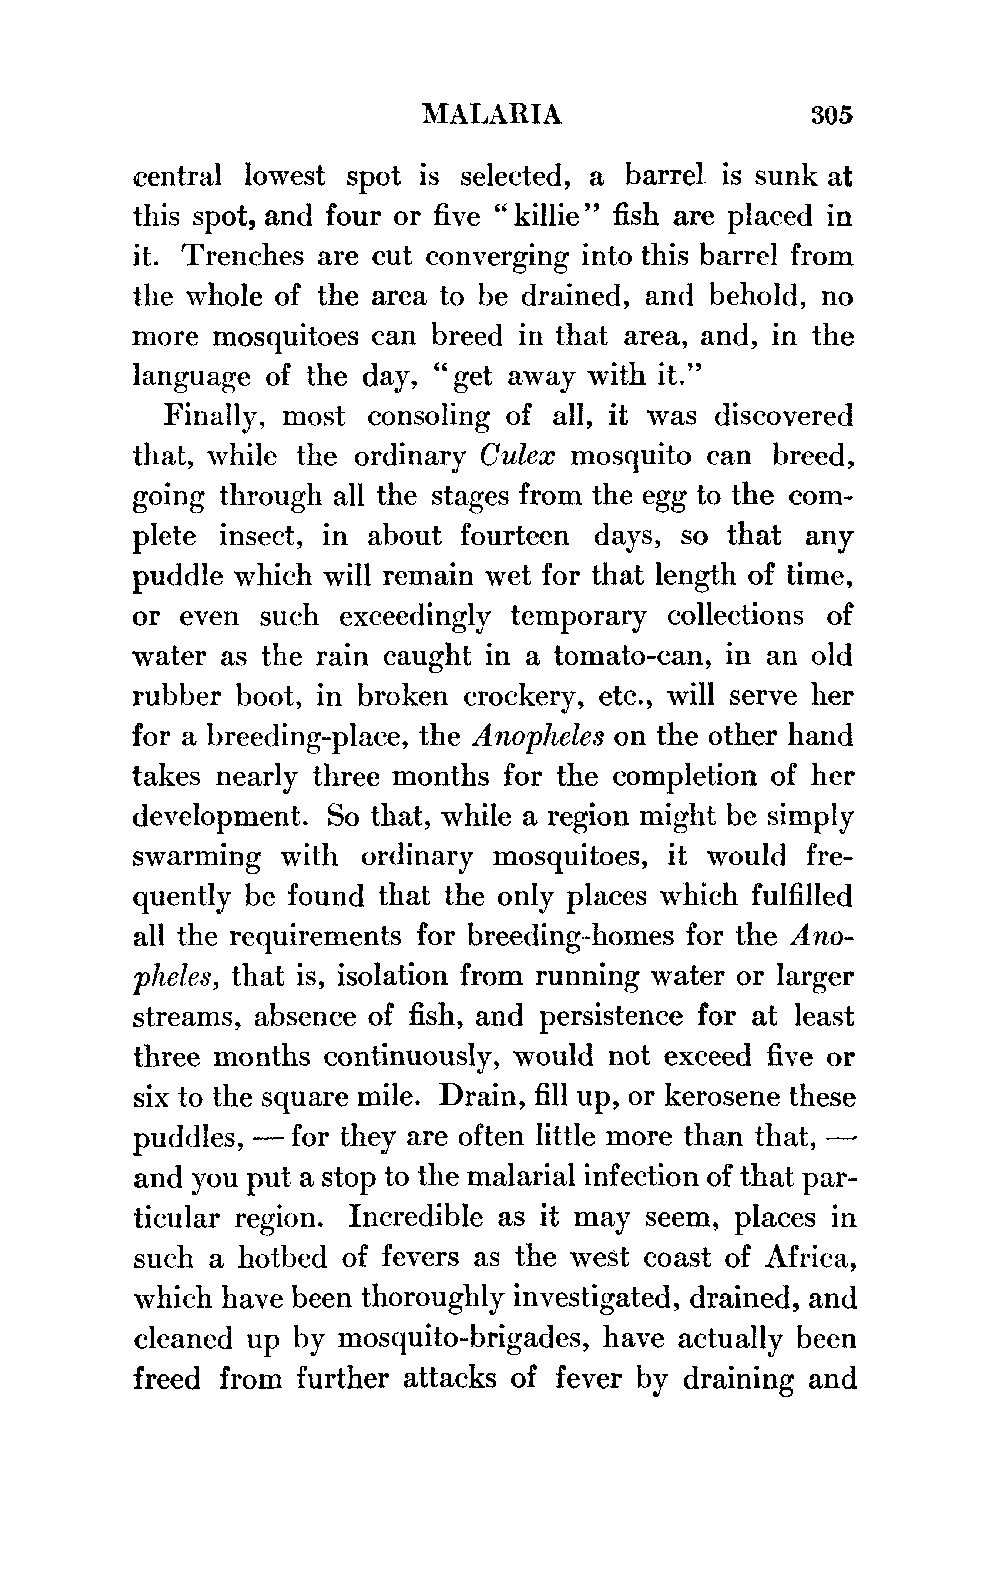 MALARIA 305
central lowest spot is selected, a barrel is sunk at
this spot, and four or five “killie” fish are placed in
it. Trenches are cut converging into this barrel from
the whole of the area to be drained, and behold, no
more mosquitoes can breed in that area, and, in the
language of the day, “get away with it.”
Finally, most consoling of all, it was discovered
that, while the ordinary Culex mosquito can breed,
going through all the stages from the egg to the com-
plete insect, in about fourteen days, so that any
puddle which will remain wet for that length of time,
or even such exceedingly temporary collections of
water as the rain caught in a tomato-can, in an old
rubber boot, in broken crockery, etc., will serve her
for a breeding-place, the Anopheles on the other hand
takes nearly three months for the completion of her
development. So that, while a region might be simply
swarming with ordinary mosquitoes, it would fre-
quently be found that the only places which fulfilled
all the requirements for breeding-homes for the Ano-
pheles, that is, isolation from running water or larger
streams, absence of fish, and persistence for at least
three months continuously, would not exceed five or
six to the square mile. Drain, fill up, or kerosene these
puddles, — for they are often little more than that, —
and you put a stop to the malarial infection of that par-
ticular region. Incredible as it may seem, places in
such a hotbed of fevers as the west coast of Africa,
which have been thoroughly investigated, drained, and
cleaned up by mosquito-brigades, have actually been
freed from further attacks of fever by draining and